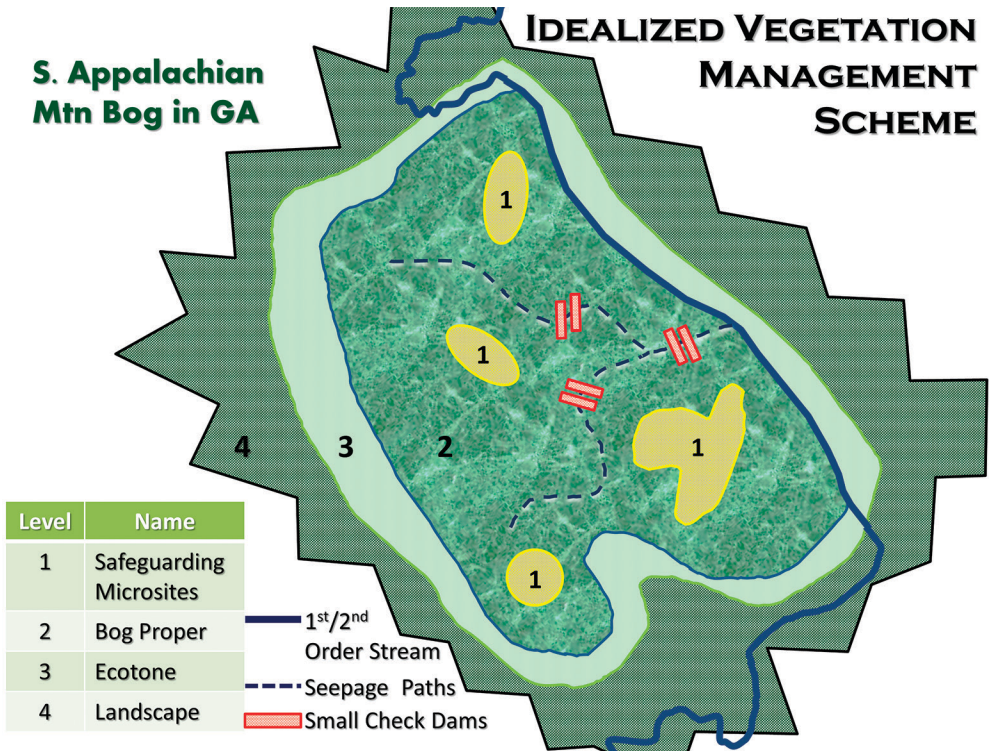 IDEALIZED VEGETATION
MANAGEMENT
SCHEME
S. Appalachian
Mtn Bog in GA
1
1
1
1
4
3
2
Level Name
1 Safeguarding
Microsites
2 Bog Proper
3 Ecotone
4 Landscape
1st/2nd
Order Stream
Seepage Paths
Small Check Dams